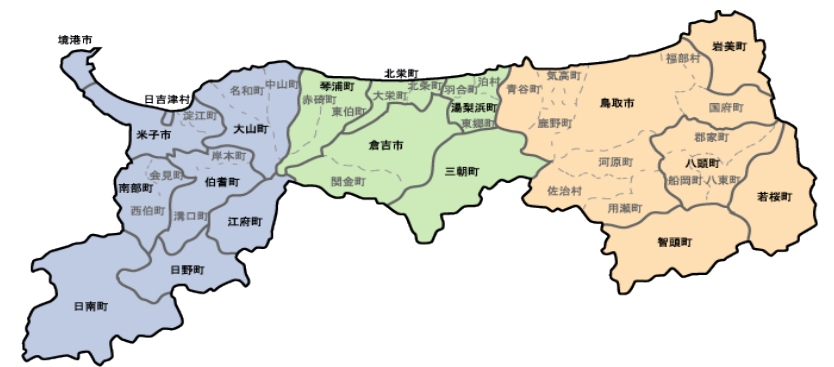 境港市
岩美町
福部村
北栄町
気高町
泊村
中山町
琴浦町
北条町
羽合町
青谷町
名和町
大栄町
赤碕町
日吉津村
湯梨浜町
鳥取市
国府町
淀江町
東伯町
東郷町
鹿野町
米子市
大山町
郡家町
倉吉市
岸本町
河原町
八頭町
会見町
三朝町
伯耆町
関金町
船岡町
八東町
南部町
佐治村
若桜町
西伯町
溝口町
用瀬町
江府町
智頭町
日野町
日南町